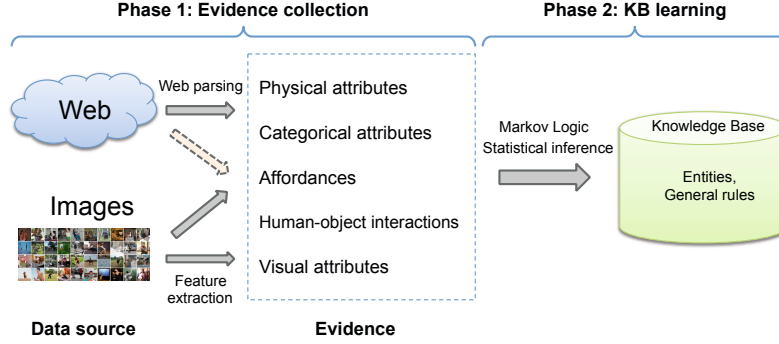 Phase 1: Evidence collection
Phase 2: KB learning
Web
Web parsing
Images
Feature
extraction
Data source
Physical attributes
Categorical attributes
Affordances
Human-object interactions
Visual attributes
Evidence
Markov Logic
Statistical inference
Knowledge Base
Entities,
General rules